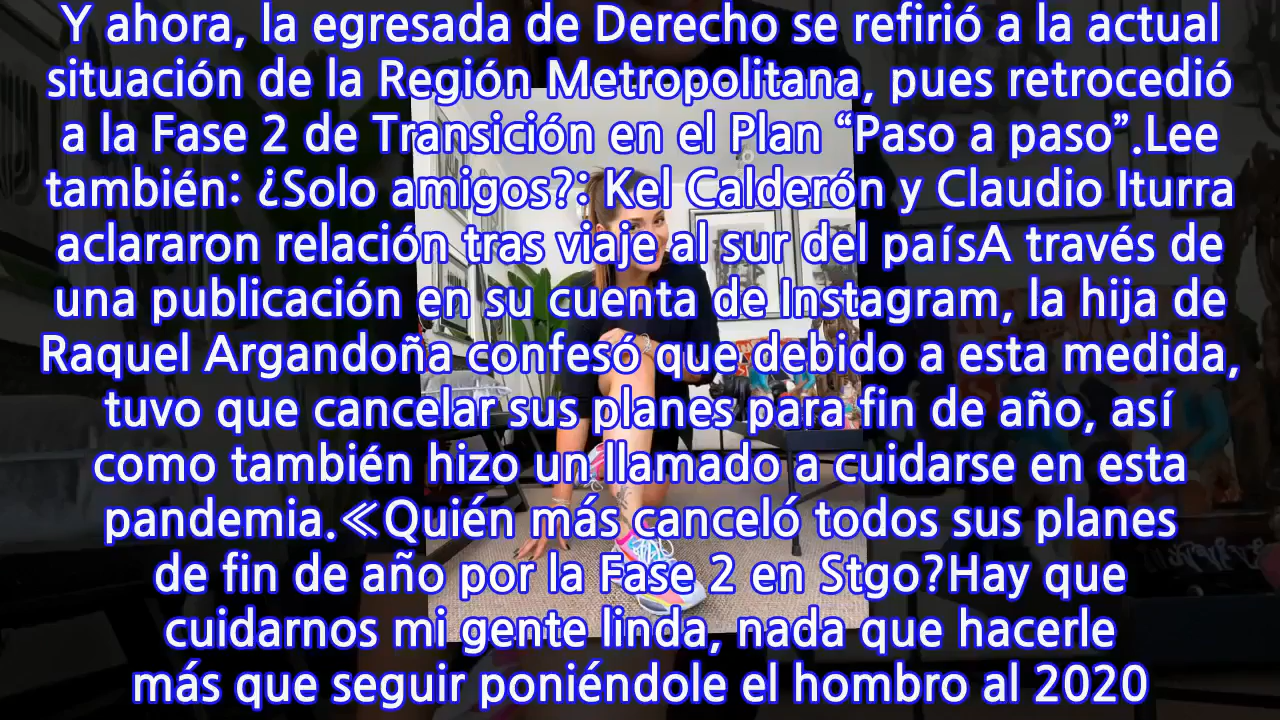 Y ahora, la egresada de Derecho se refirió a la actual
situación de la Región Metropolitana, pues retrocedió
a la Fase 2 de Transición en el Plan “Paso a paso”.Lee
también: ¿Solo amigos?: Kel Calderón y Claudio Iturra
aclararon relación tras viaje al sur del paísA través de
una publicación en su cuenta de Instagram, la hija de
Raquel Argandoña confesó que debido a esta medida,
tuvo que cancelar sus planes para fin de año, así
como también hizo un llamado a cuidarse en esta
pandemia.≪Quién más canceló todos sus planes
de fin de año por la Fase 2 en Stgo?Hay que
cuidarnos mi gente linda, nada que hacerle
más que seguir poniéndole el hombro al 2020